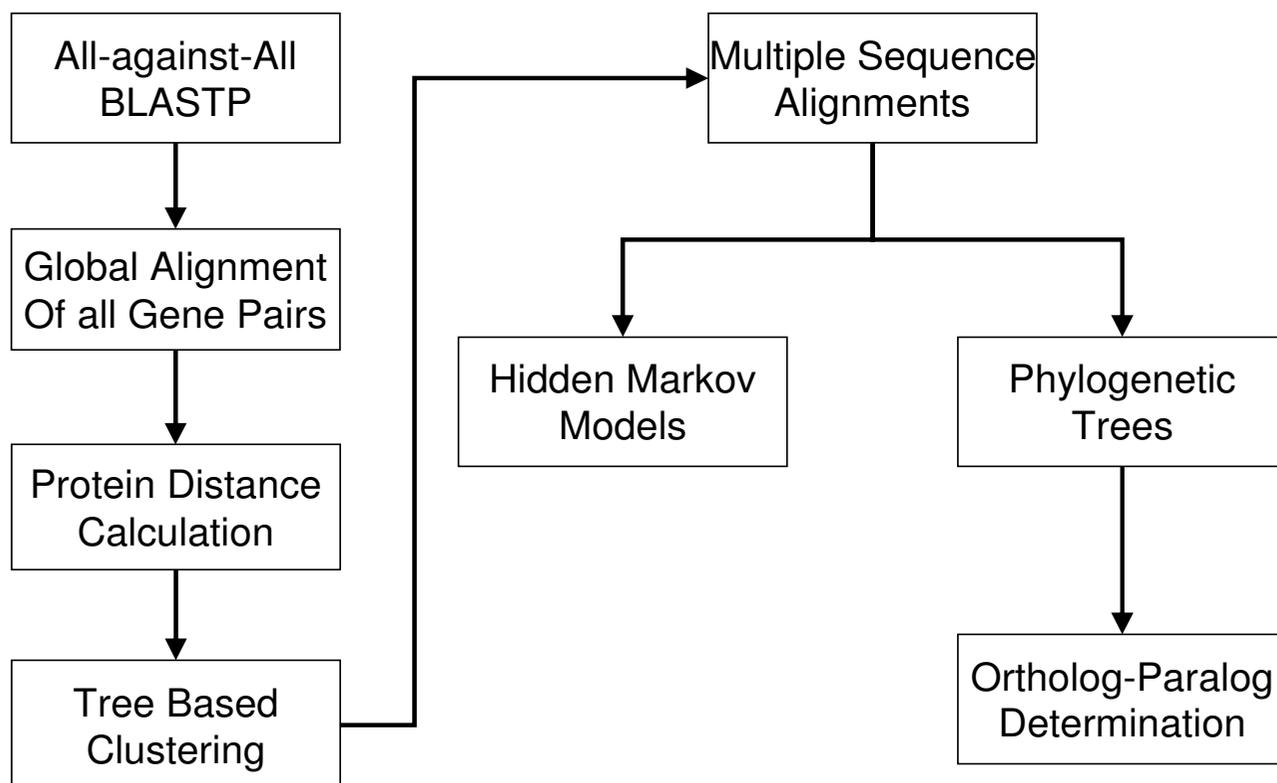 All-against-All
BLASTP
Global Alignment
Of all Gene Pairs
Protein Distance
Calculation
Tree Based
Clustering
Multiple Sequence
Alignments
Hidden Markov
Models
Phylogenetic
Trees
Ortholog-Paralog
Determination